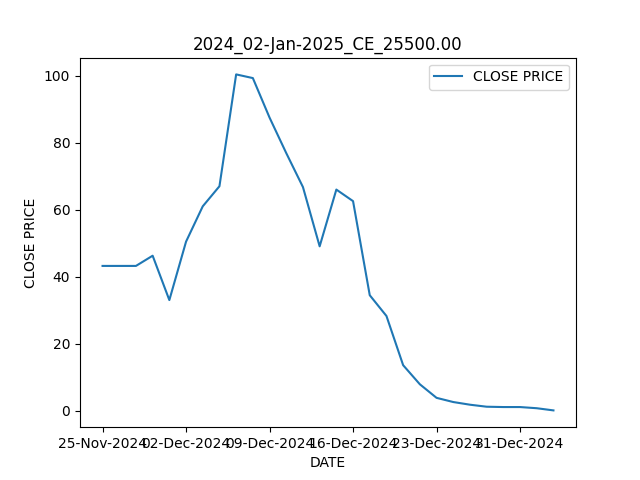 2024_02-Jan-2025_CE_25500.00
CLOSE PRICE
100
80
60
40
20
0
CLOSE PRICE
25-Nov-2024 02-Dec-2024 09-Dec-2024 16-Dec-2024 23-Dec-2024 31-Dec-2024
DATE